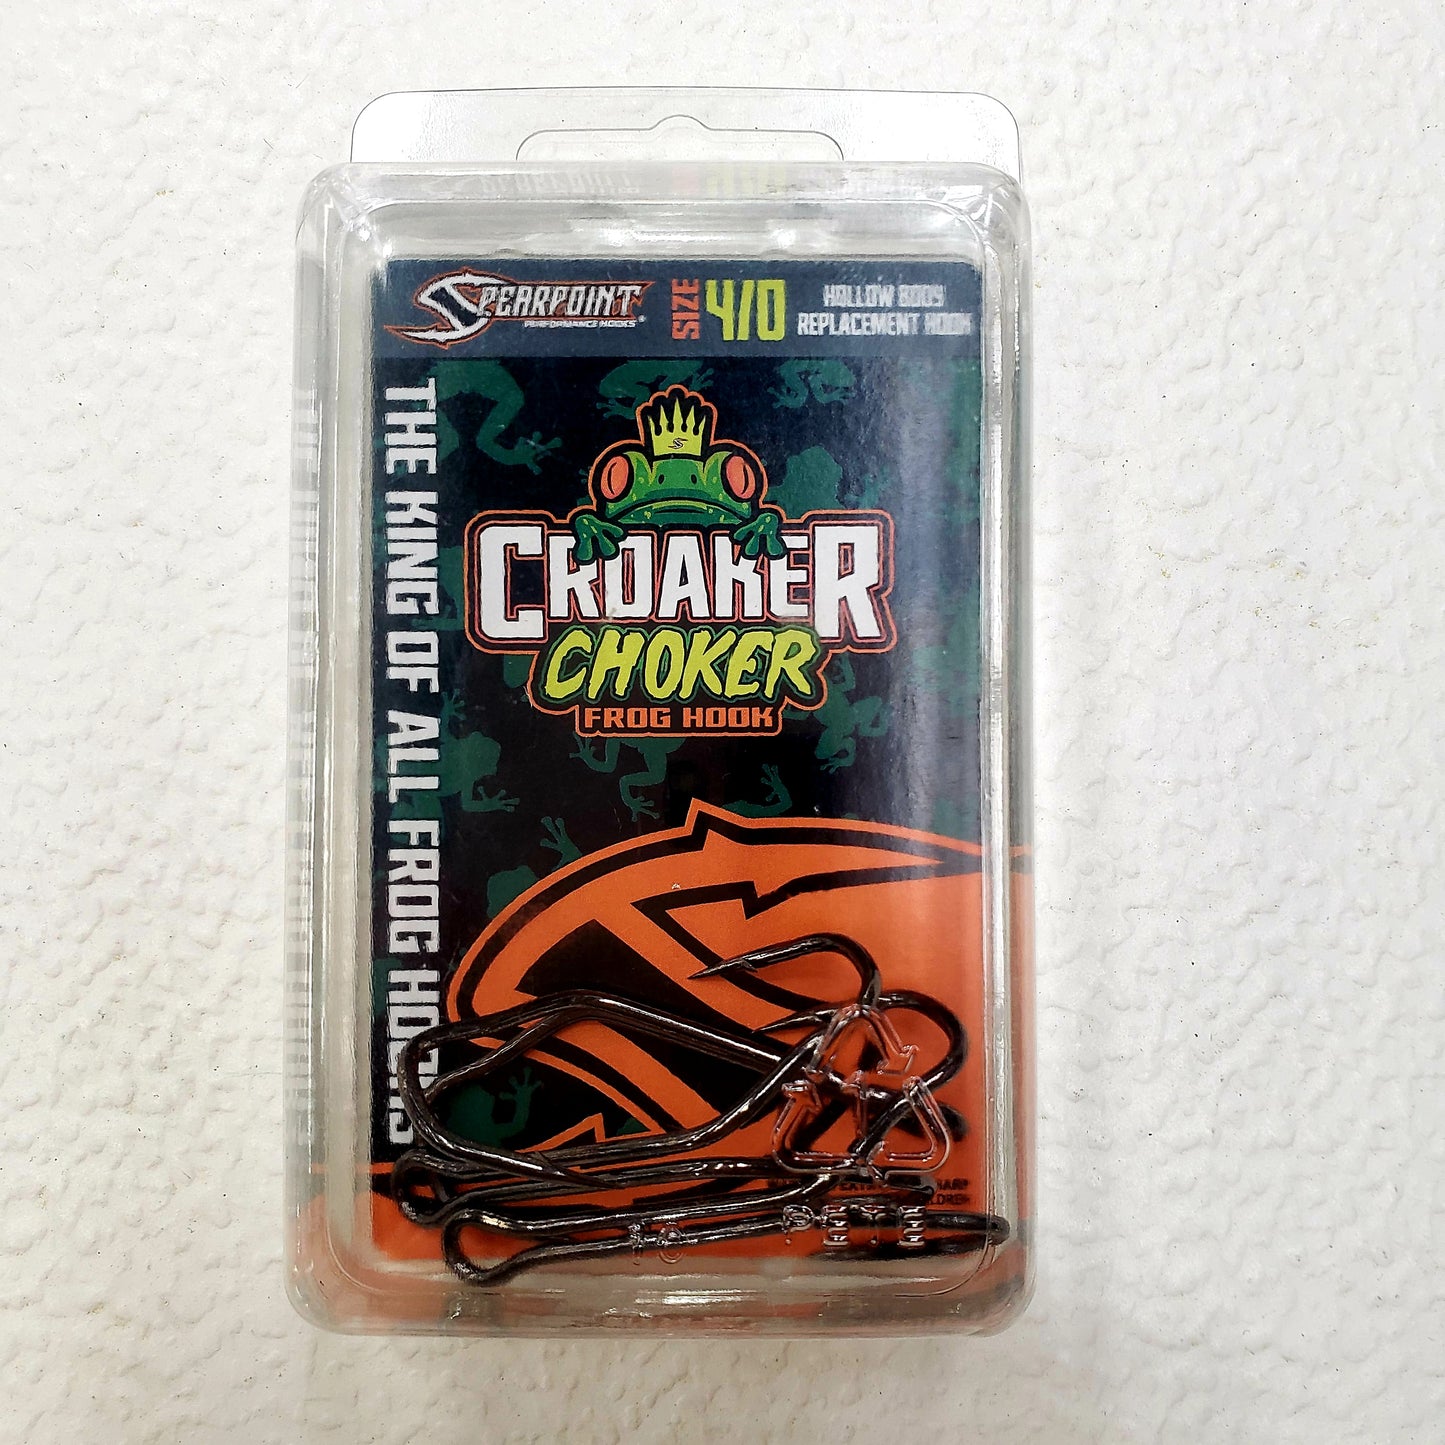 SPEARPOINT
PERFORMANCE HOOKS®
SIZE 4/0
HOLLOW BODY
REPLACEMENT HOOK
THE KING OF ALL FROG HOOKS
CROAKER
CHOKER
FROG HOOK